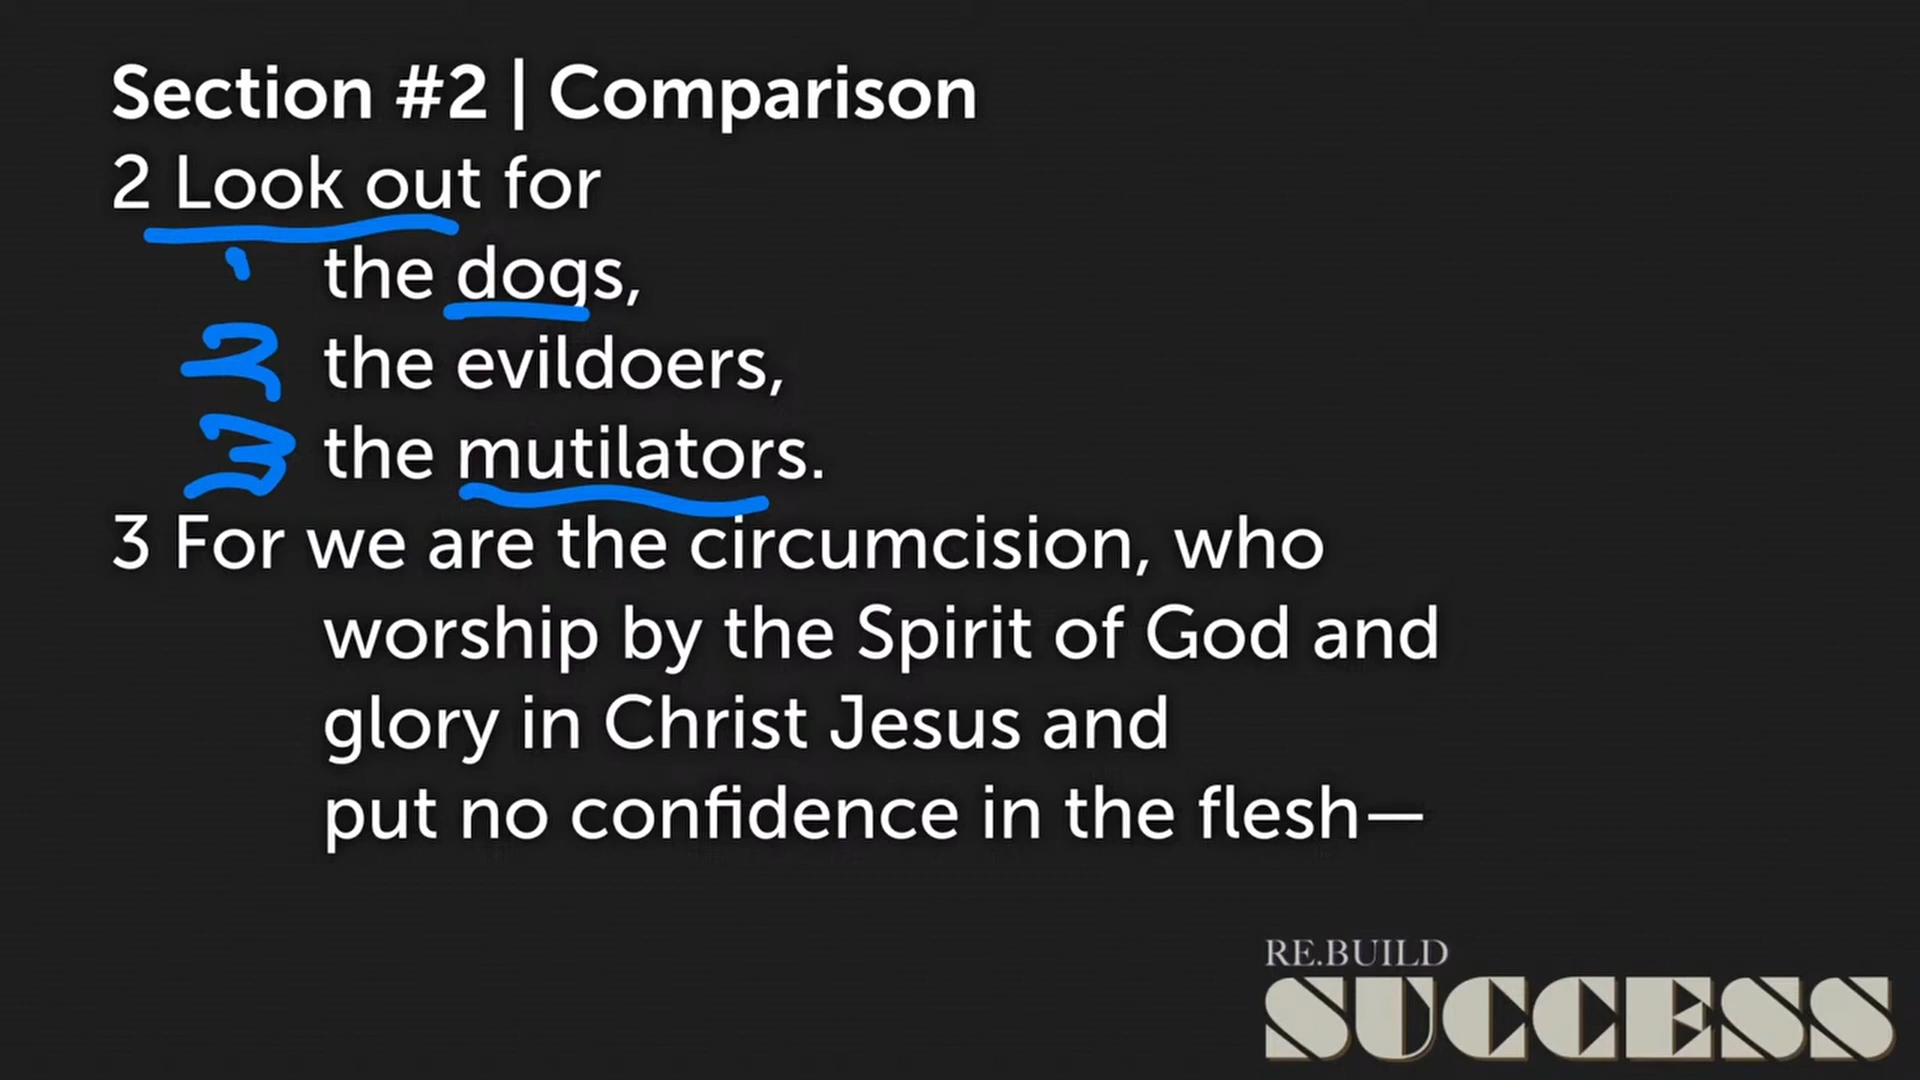 Section #2 | Comparison
2 Look out for
1 the dogs,
2 the evildoers,
3 the mutilators.
3 For we are the circumcision, who
worship by the Spirit of God and
glory in Christ Jesus and
put no confidence in the flesh—
RE.BUILD
SUCCESS